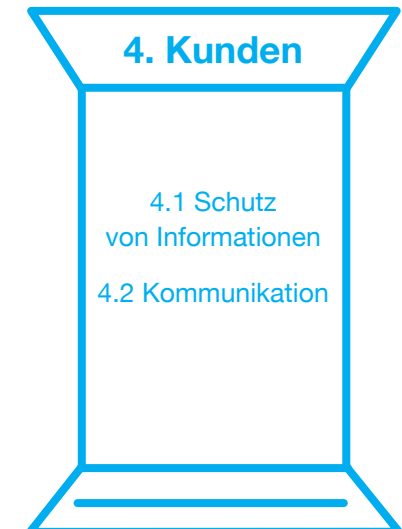 4. Kunden
4.1 Schutz
von Informationen
4.2 Kommunikation